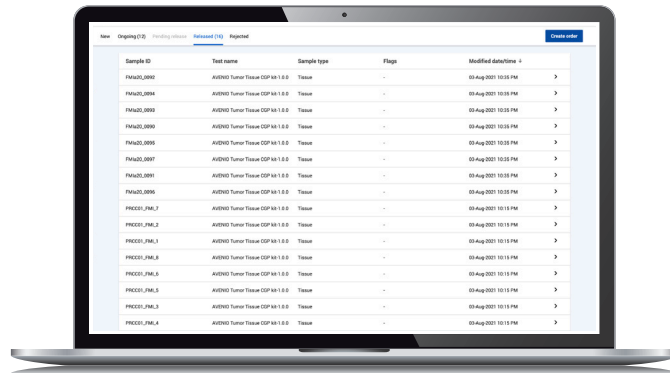 New Ongoing (12) Pending release Released (16) Rejected Create order
Sample ID Test name Sample type Flags Modified date/time ↓
FMIa20_0092 AVENIO Tumor Tissue CGP kit-1.0.0 Tissue - 03-Aug-2021 10:35 PM
FMIa20_0094 AVENIO Tumor Tissue CGP kit-1.0.0 Tissue - 03-Aug-2021 10:35 PM
FMIa20_0093 AVENIO Tumor Tissue CGP kit-1.0.0 Tissue - 03-Aug-2021 10:35 PM
FMIa20_0090 AVENIO Tumor Tissue CGP kit-1.0.0 Tissue - 03-Aug-2021 10:35 PM
FMIa20_0095 AVENIO Tumor Tissue CGP kit-1.0.0 Tissue - 03-Aug-2021 10:35 PM
FMIa20_0097 AVENIO Tumor Tissue CGP kit-1.0.0 Tissue - 03-Aug-2021 10:35 PM
FMIa20_0091 AVENIO Tumor Tissue CGP kit-1.0.0 Tissue - 03-Aug-2021 10:35 PM
FMIa20_0096 AVENIO Tumor Tissue CGP kit-1.0.0 Tissue - 03-Aug-2021 10:35 PM
PRCC01_FMI_7 AVENIO Tumor Tissue CGP kit-1.0.0 Tissue - 03-Aug-2021 10:15 PM
PRCC01_FMI_2 AVENIO Tumor Tissue CGP kit-1.0.0 Tissue - 03-Aug-2021 10:15 PM
PRCC01_FMI_1 AVENIO Tumor Tissue CGP kit-1.0.0 Tissue - 03-Aug-2021 10:15 PM
PRCC01_FMI_8 AVENIO Tumor Tissue CGP kit-1.0.0 Tissue - 03-Aug-2021 10:15 PM
PRCC01_FMI_6 AVENIO Tumor Tissue CGP kit-1.0.0 Tissue - 03-Aug-2021 10:15 PM
PRCC01_FMI_5 AVENIO Tumor Tissue CGP kit-1.0.0 Tissue - 03-Aug-2021 10:15 PM
PRCC01_FMI_3 AVENIO Tumor Tissue CGP kit-1.0.0 Tissue - 03-Aug-2021 10:15 PM
PRCC01_FMI_4 AVENIO Tumor Tissue CGP kit-1.0.0 Tissue - 03-Aug-2021 10:15 PM